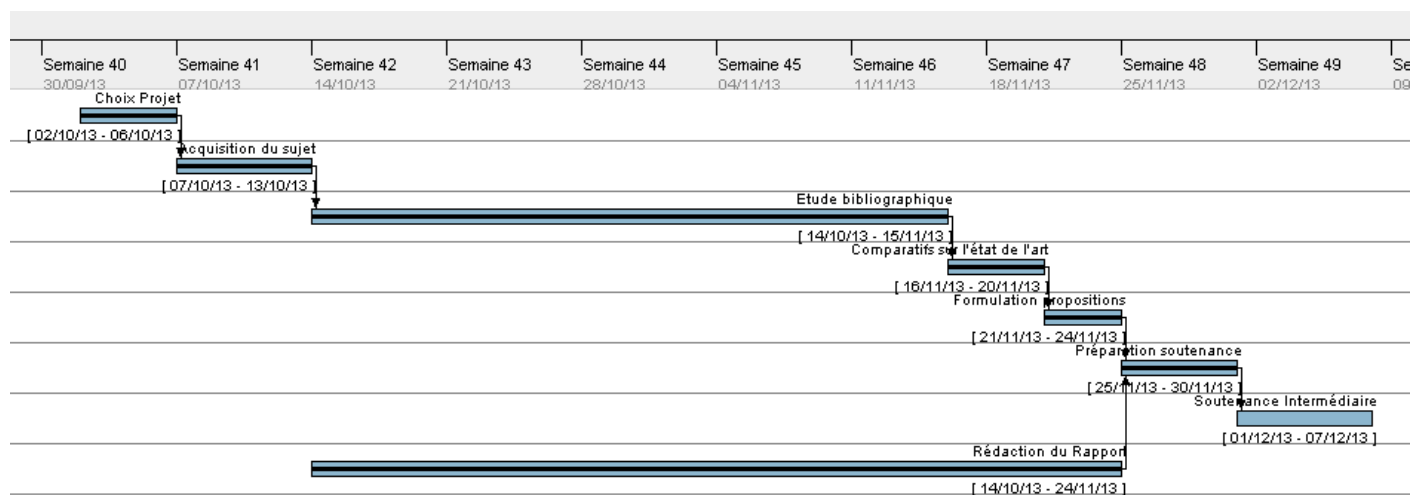 Semaine 40 Semaine 41 Semaine 42 Semaine 43 Semaine 44 Semaine 45 Semaine 46 Semaine 47 Semaine 48 Semaine 49 Se
30/09/13 07/10/13 14/10/13 21/10/13 28/10/13 04/11/13 11/11/13 18/11/13 25/11/13 02/12/13 09
Choix Projet
[ 02/10/13 - 06/10/13 ]
Acquisition du sujet
[ 07/10/13 - 13/10/13 ]
Etude bibliographique
[ 14/10/13 - 15/11/13 ]
Comparatifs sur l'état de l'art
[ 16/11/13 - 20/11/13 ]
Formulation propositions
[ 21/11/13 - 24/11/13 ]
Préparation soutenance
[ 25/11/13 - 30/11/13 ]
Soutenance Intermédiaire
[ 01/12/13 - 07/12/13 ]
Rédaction du Rapport
[ 14/10/13 - 24/11/13 ]